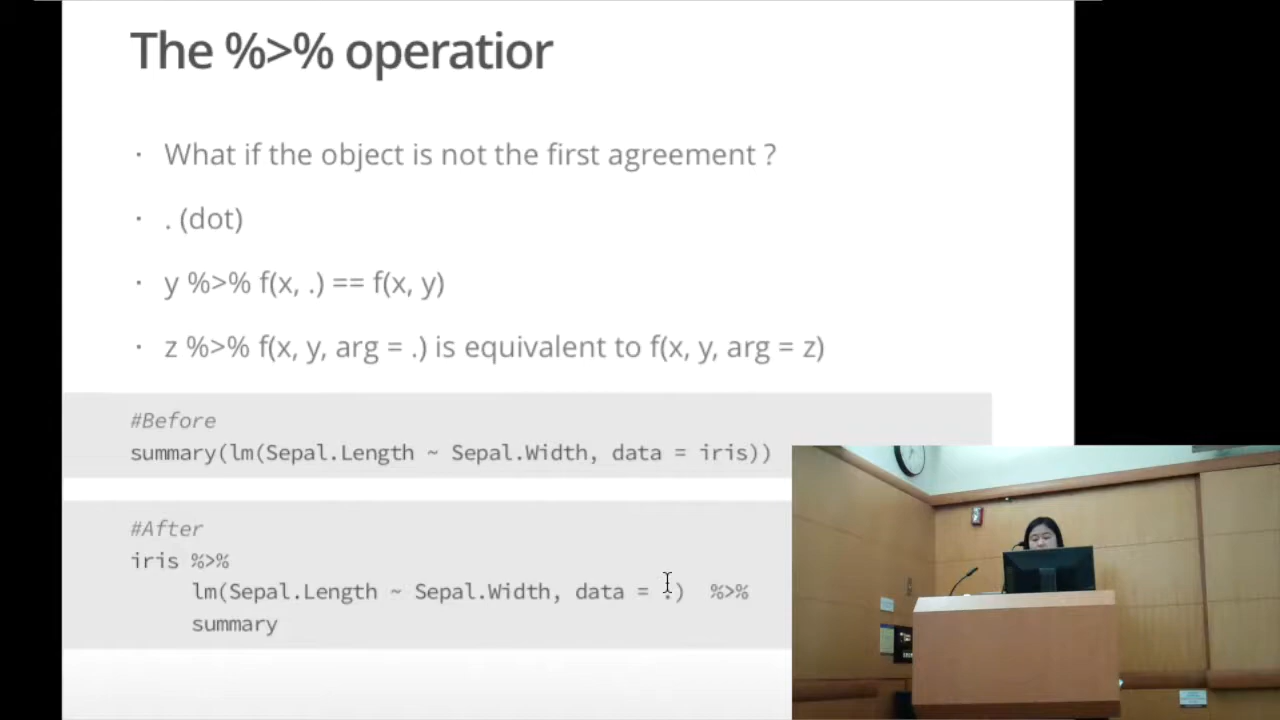 The %>% operatior
· What if the object is not the first agreement ?
· . (dot)
· y %>% f(x, .) == f(x, y)
· z %>% f(x, y, arg = .) is equivalent to f(x, y, arg = z)
#Before
summary(lm(Sepal.Length ~ Sepal.Width, data = iris))
#After
iris %>%
lm(Sepal.Length ~ Sepal.Width, data = .) %>%
summary